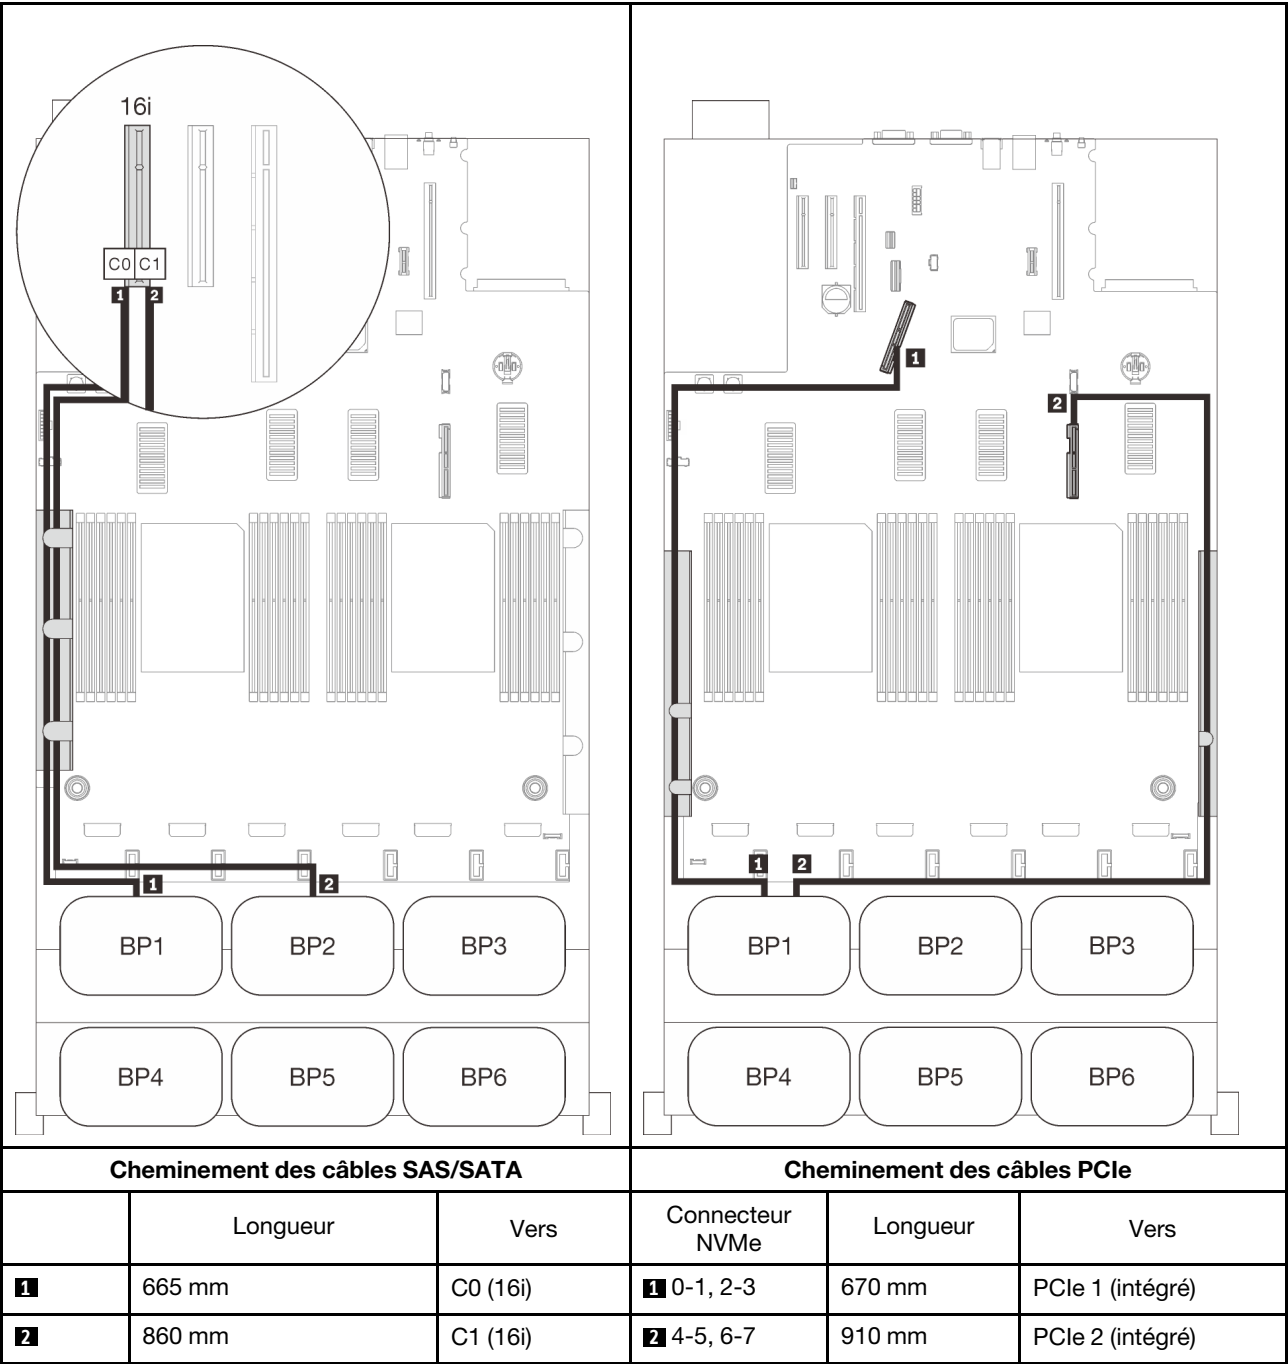 16i
C0 C1
1 2
1 2
BP1 BP2 BP3
BP4 BP5 BP6
1
2
1 2
BP1 BP2 BP3
BP4 BP5 BP6
Cheminement des câbles SAS/SATA
Cheminement des câbles PCIe
Longueur
Vers
Connecteur
NVMe
Longueur
Vers
1 665 mm C0 (16i)
1 0-1, 2-3 670 mm PCIe 1 (intégré)
2 860 mm C1 (16i)
2 4-5, 6-7 910 mm PCIe 2 (intégré)